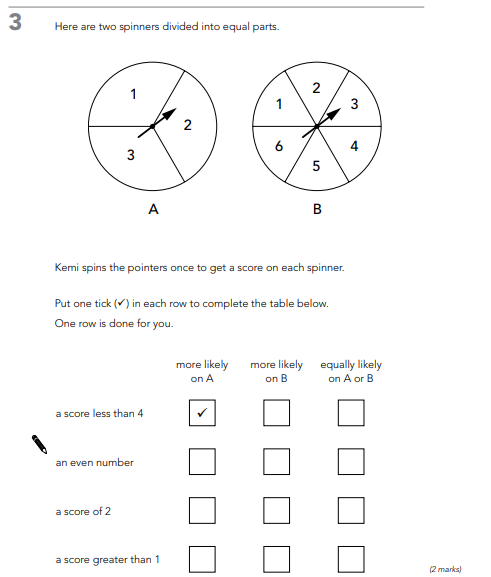 3
Here are two spinners divided into equal parts.
1
2
3
A
1
2
3
4
5
6
B
Kemi spins the pointers once to get a score on each spinner.
Put one tick (✓) in each row to complete the table below.
One row is done for you.
more likely on A
more likely on B
equally likely on A or B
a score less than 4 ✓
an even number
a score of 2
a score greater than 1
(2 marks)